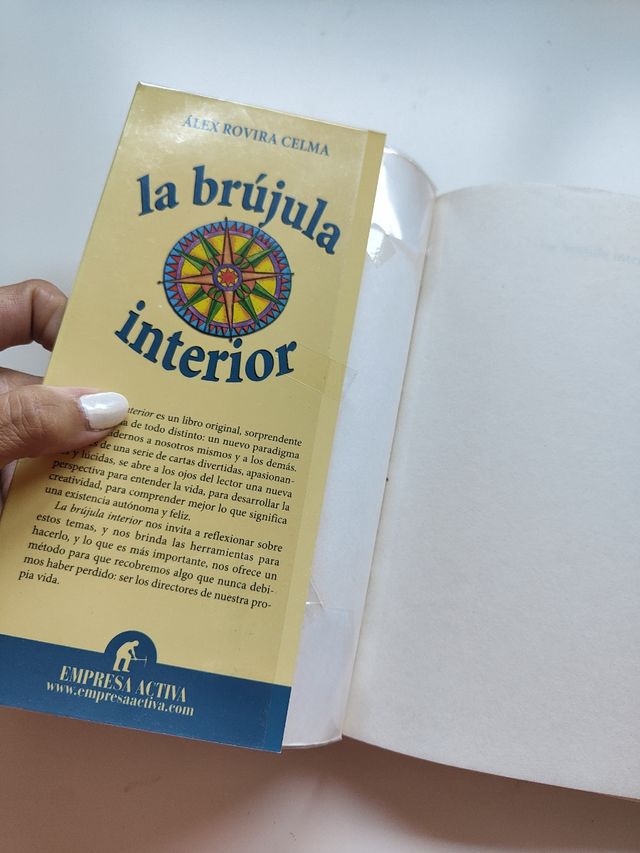 ÁLEX ROVIRA CELMA
la brújula
interior
interior es un libro original, sorprendente
de todo distinto: un nuevo paradigma
a nosotros mismos y a los demás.
de una serie de cartas divertidas, apasionan-
y lúcidas, se abre a los ojos del lector una nueva
perspectiva para entender la vida, para desarrollar la
creatividad, para comprender mejor lo que significa
una existencia autónoma y feliz.
La brújula interior nos invita a reflexionar sobre
estos temas, y nos brinda las herramientas para
hacerlo, y lo que es más importante, nos ofrece un
método para que recobremos algo que nunca debi-
mos haber perdido: ser los directores de nuestra pro-
pia vida.
EMPRESA ACTIVA
www.empresaactiva.com